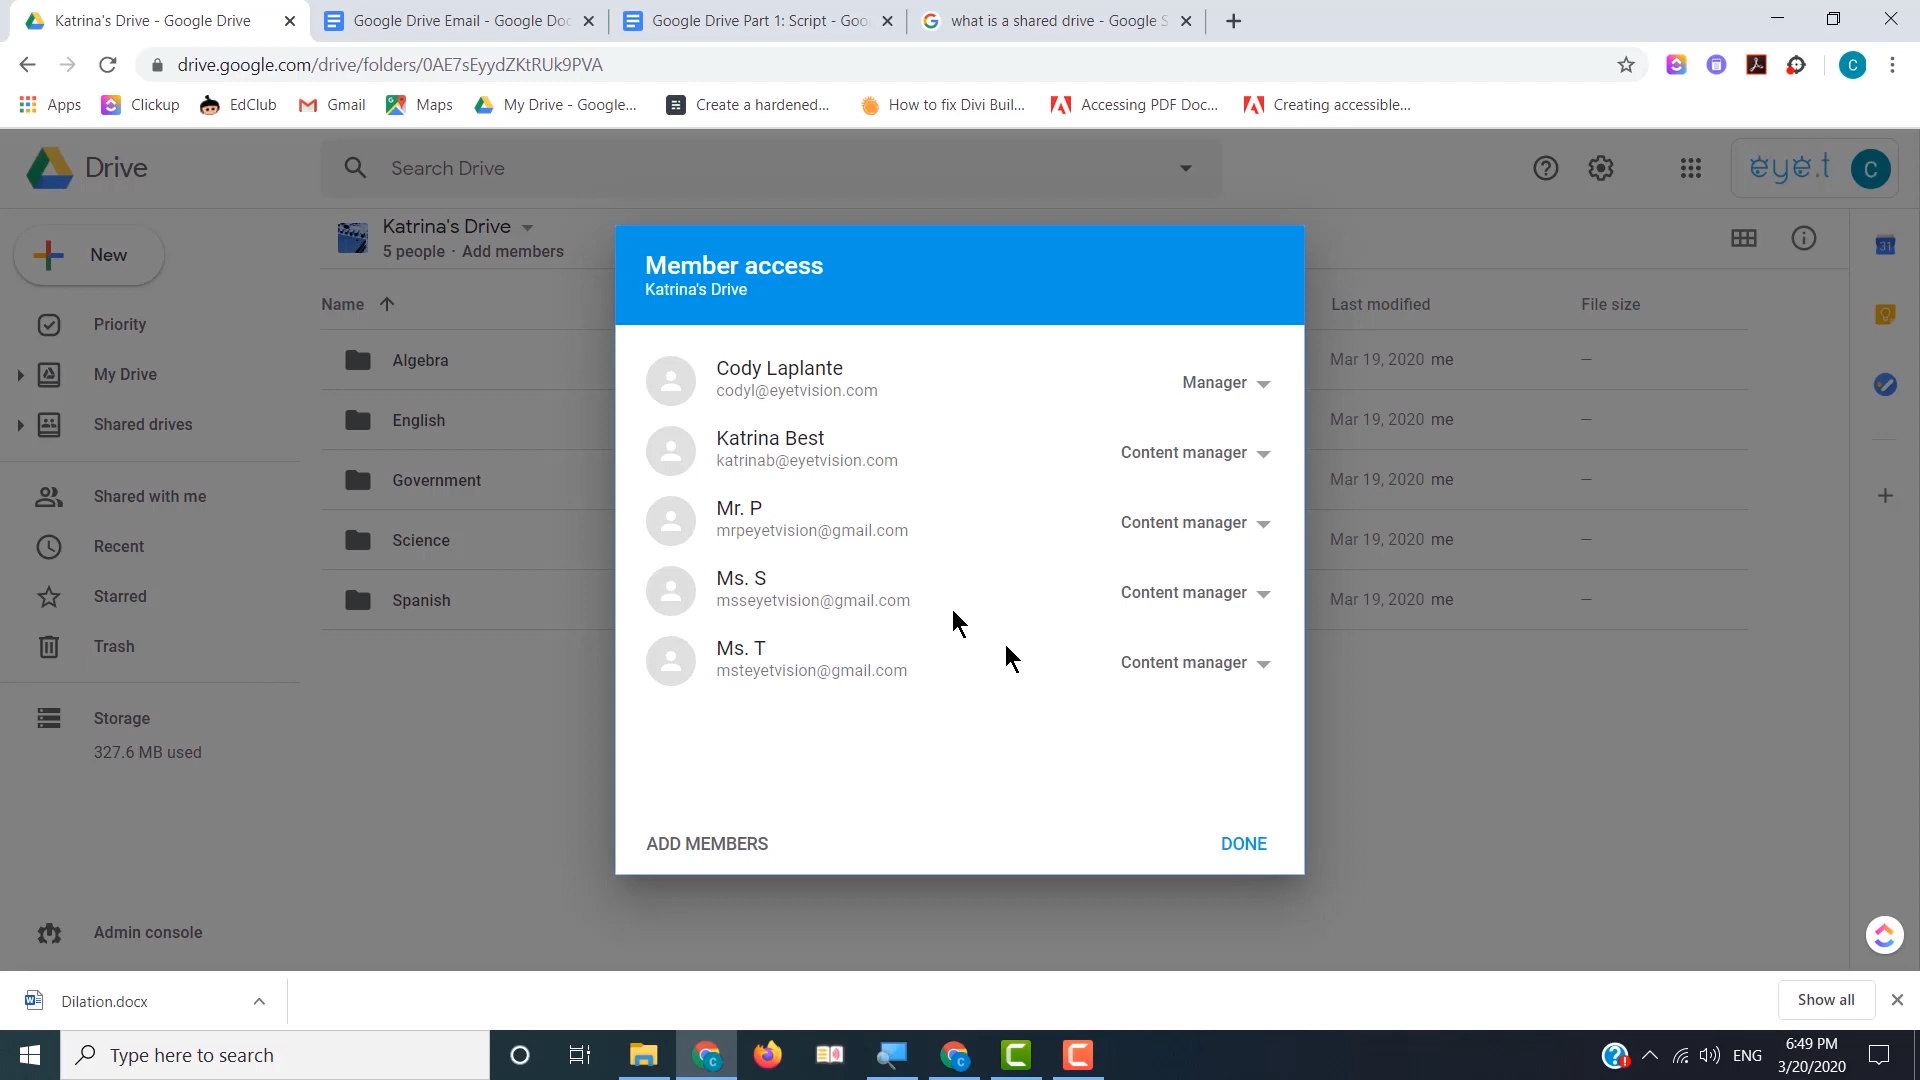 Katrina's Drive - Google Drive
Google Drive Email - Google Doc
Google Drive Part 1: Script - Goo
what is a shared drive - Google S
drive.google.com/drive/folders/0AE7sEyydZKtRUk9PVA
C
Apps
Clickup
EdClub
Gmail
Maps
My Drive - Google...
Create a hardened...
How to fix Divi Buil...
Accessing PDF Doc...
Creating accessible...
Drive
Search Drive
eye.t
C
New
Katrina's Drive
5 people · Add members
31
Name
Last modified
File size
Priority
My Drive
Shared drives
Shared with me
Recent
Starred
Trash
Storage
327.6 MB used
Admin console
Algebra
Mar 19, 2020 me
—
English
Mar 19, 2020 me
—
Government
Mar 19, 2020 me
—
Science
Mar 19, 2020 me
—
Spanish
Mar 19, 2020 me
—
Member access
Katrina's Drive
Cody Laplante
codyl@eyetvision.com
Manager
Katrina Best
katrinab@eyetvision.com
Content manager
Mr. P
mrpeyetvision@gmail.com
Content manager
Ms. S
msseyetvision@gmail.com
Content manager
Ms. T
msteyetvision@gmail.com
Content manager
ADD MEMBERS
DONE
Dilation.docx
Show all
Type here to search
ENG
6:49 PM
3/20/2020